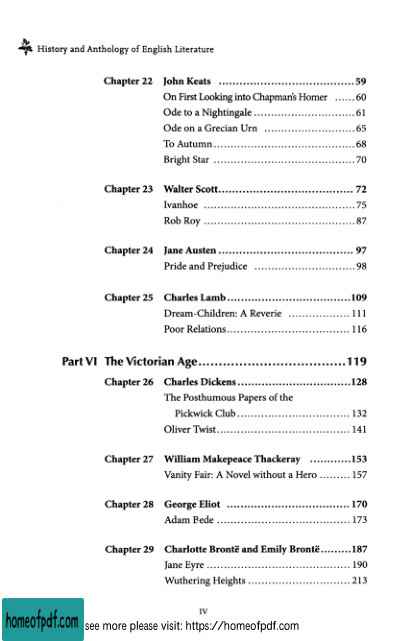 History and Anthology of English Literature
Chapter 22 John Keats ........................................ 59
On First Looking into Chapman's Homer ...... 60
Ode to a Nightingale .............................. 61
Ode on a Grecian Urn ........................... 65
To Autumn .......................................... 68
Bright Star .......................................... 70
Chapter 23 Walter Scott ........................................ 72
Ivanhoe ............................................. 75
Rob Roy ............................................. 87
Chapter 24 Jane Austen ........................................ 97
Pride and Prejudice .............................. 98
Chapter 25 Charles Lamb .................................... 109
Dream-Children: A Reverie .................. 111
Poor Relations .................................... 116
Part VI The Victorian Age .................................... 119
Chapter 26 Charles Dickens .................................. 128
The Posthumous Papers of the
Pickwick Club .................................. 132
Oliver Twist ........................................ 141
Chapter 27 William Makepeace Thackeray ............ 153
Vanity Fair: A Novel without a Hero ......... 157
Chapter 28 George Eliot ..................................... 170
Adam Pede ........................................ 173
Chapter 29 Charlotte Brontë and Emily Brontë ......... 187
Jane Eyre ........................................... 190
Wuthering Heights .............................. 213
IV
homeofpdf.com
see more please visit: https://homeofpdf.com